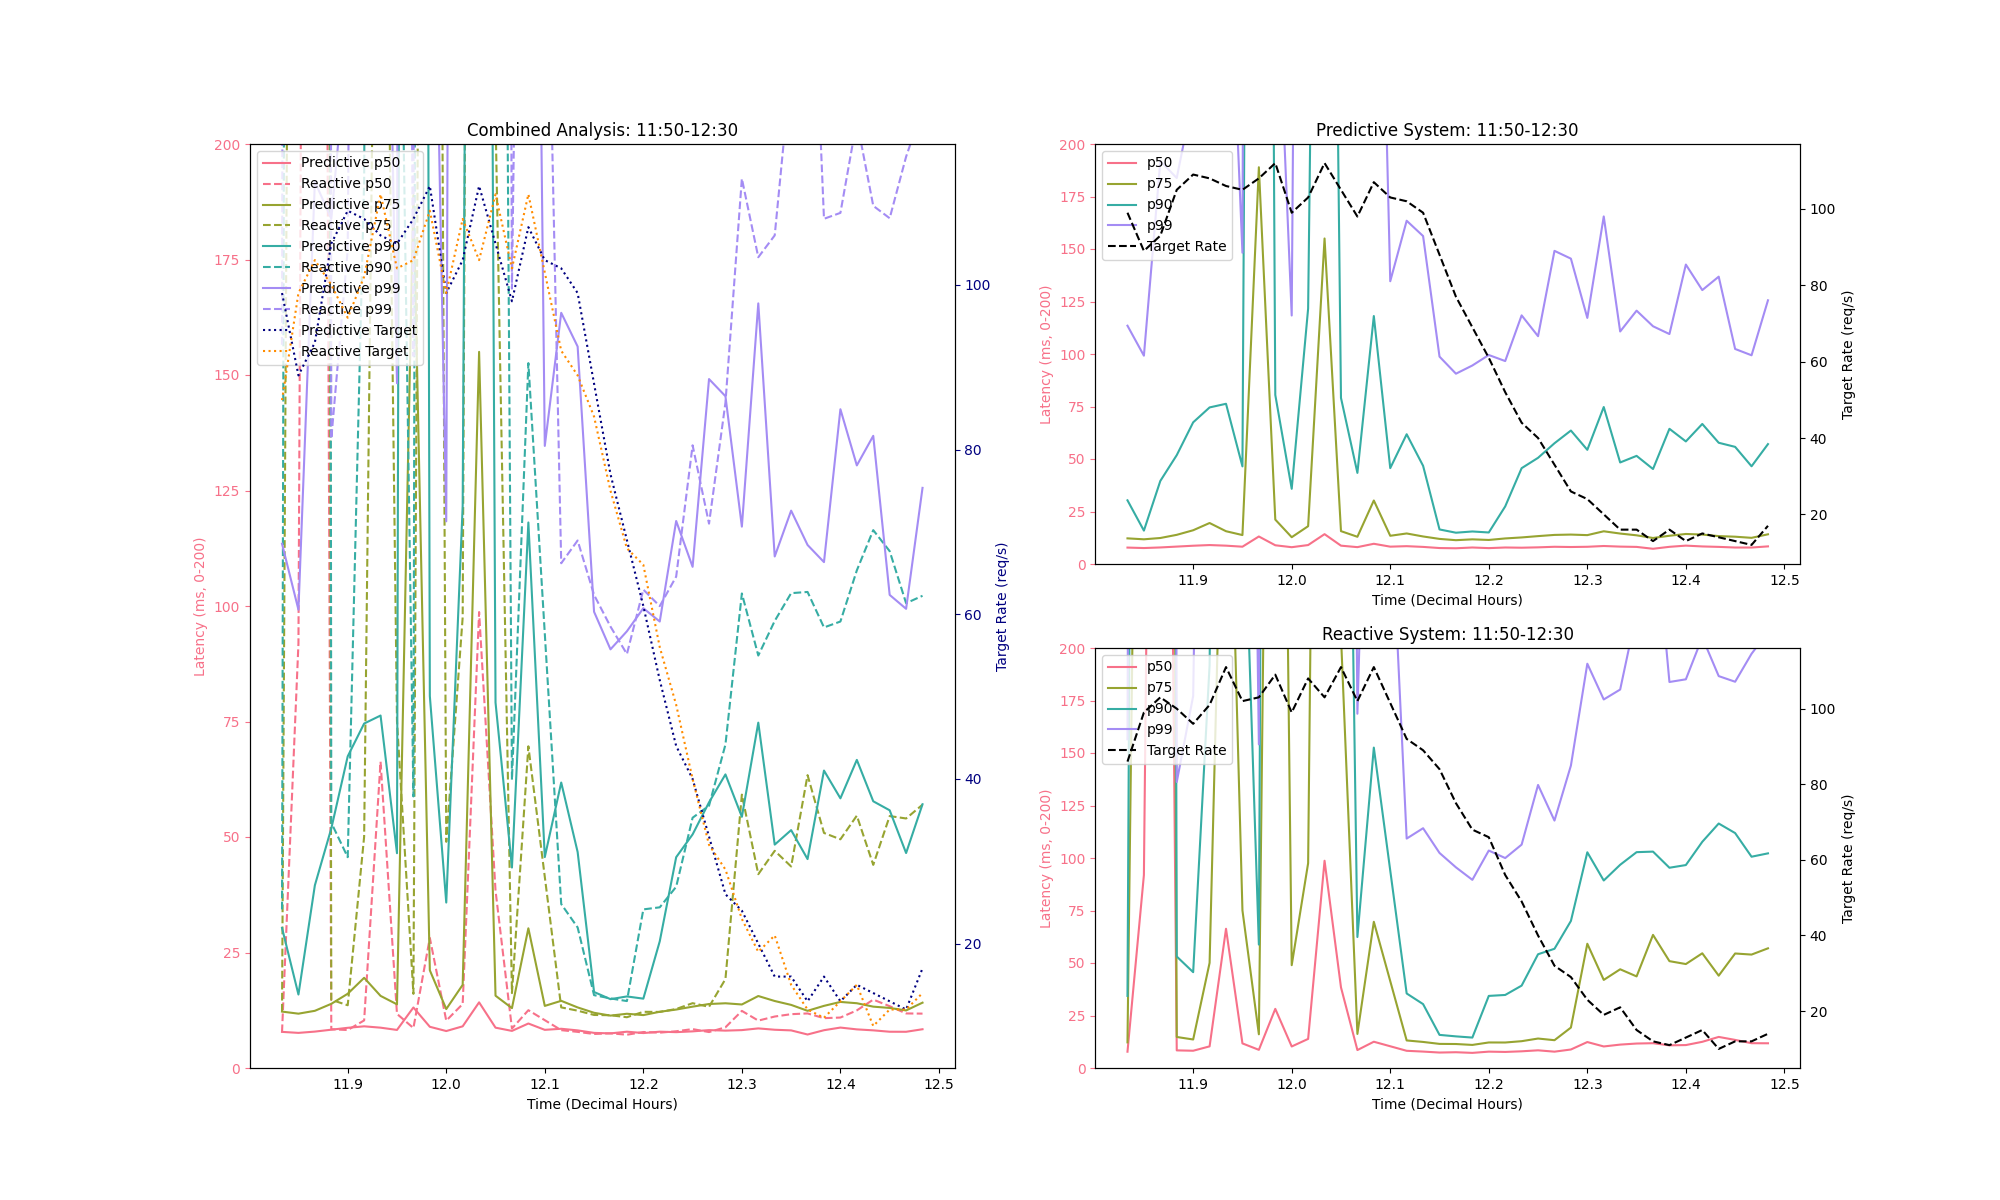 Combined Analysis: 11:50-12:30
Latency (ms, 0-200)
200
175
150
125
100
75
50
25
0
Predictive p50
Reactive p50
Predictive p75
Reactive p75
Predictive p90
Reactive p90
Predictive p99
Reactive p99
Predictive Target
Reactive Target
100
80
60
40
20
Target Rate (req/s)
11.9 12.0 12.1 12.2 12.3 12.4 12.5
Time (Decimal Hours)
Predictive System: 11:50-12:30
Latency (ms, 0-200)
200
175
150
125
100
75
50
25
0
p50
p75
p90
p99
Target Rate
100
80
60
40
20
Target Rate (req/s)
11.9 12.0 12.1 12.2 12.3 12.4 12.5
Time (Decimal Hours)
Reactive System: 11:50-12:30
Latency (ms, 0-200)
200
175
150
125
100
75
50
25
0
p50
p75
p90
p99
Target Rate
100
80
60
40
20
Target Rate (req/s)
11.9 12.0 12.1 12.2 12.3 12.4 12.5
Time (Decimal Hours)